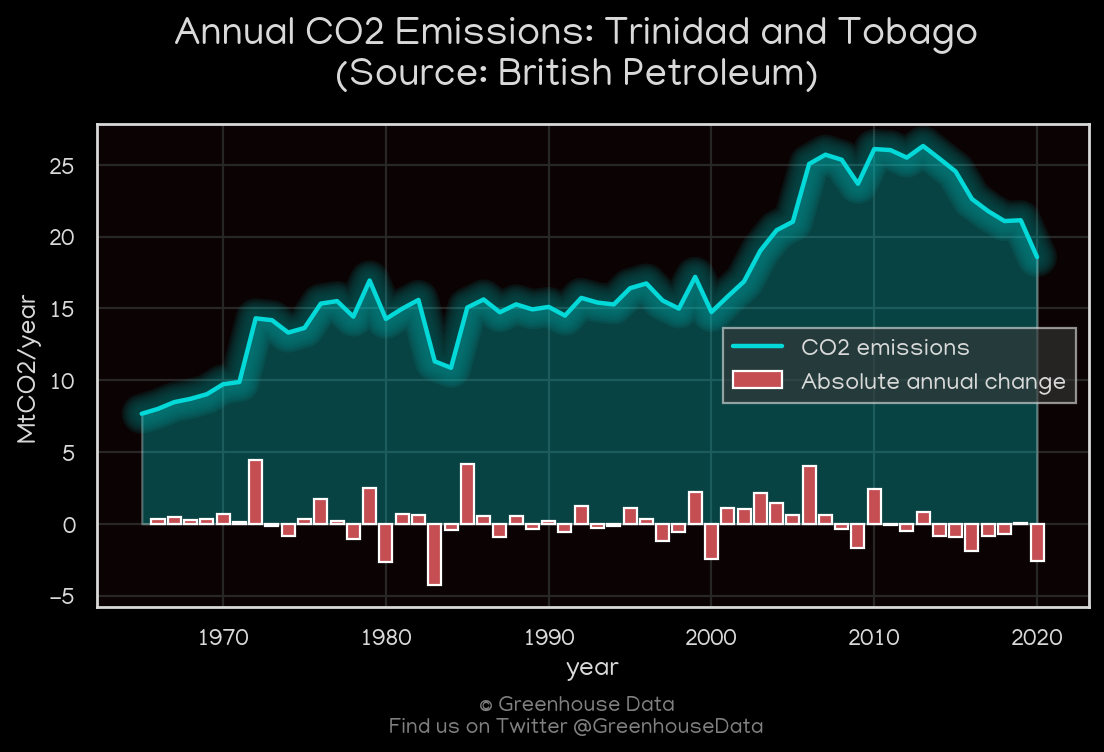 Annual CO2 Emissions: Trinidad and Tobago
(Source: British Petroleum)
MtCO2/year
25
20
15
10
5
0
−5
CO2 emissions
Absolute annual change
1970
1980
1990
2000
2010
2020
year
© Greenhouse Data
Find us on Twitter @GreenhouseData